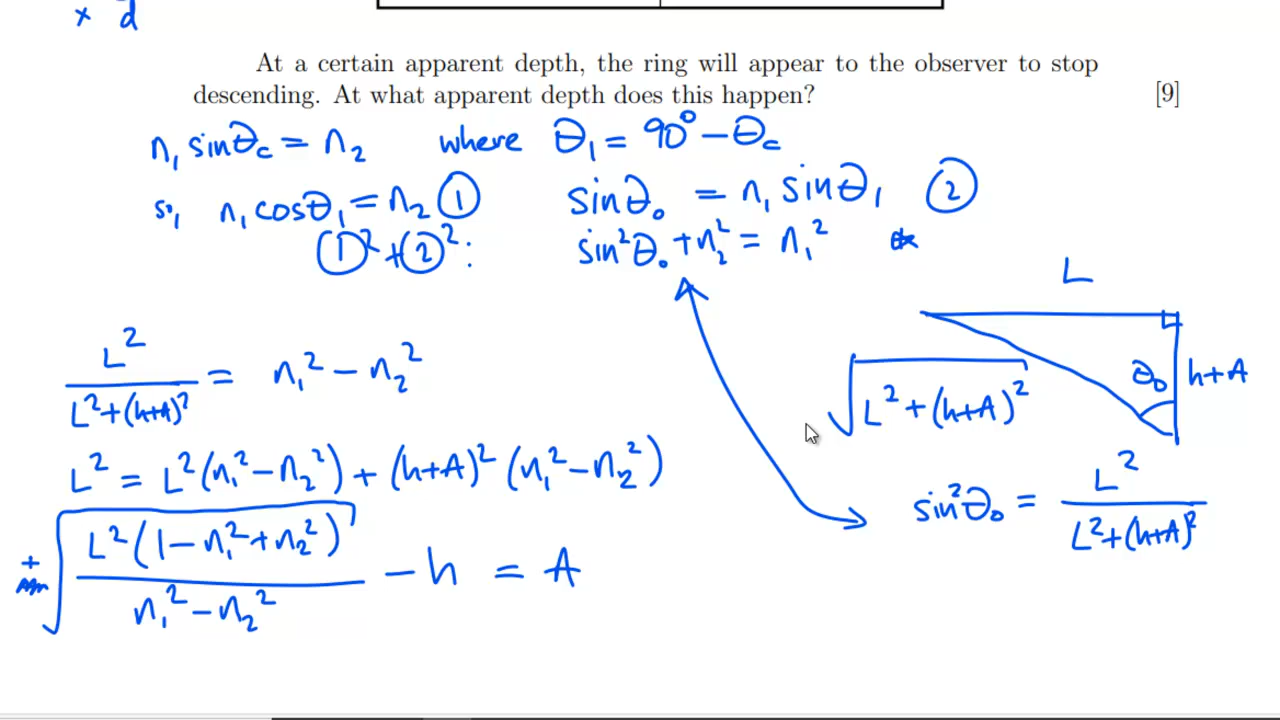 × d
At a certain apparent depth, the ring will appear to the observer to stop
descending. At what apparent depth does this happen? [9]
n₁ sinθc = n₂ where θ₁ = 90° − θc
so, n₁ cosθ₁ = n₂ ① sinθ₀ = n₁ sinθ₁ ②
①² + ②² : sin²θ₀ + n₂² = n₁²
L
L² / (L² + (h+A)²) = n₁² − n₂²
θ₀ h+A
√(L² + (h+A)²)
L² = L²(n₁² − n₂²) + (h+A)² (n₁² − n₂²)
sin²θ₀ = L² / (L² + (h+A)²)
+ √(L²(1 − n₁² + n₂²) / (n₁² − n₂²)) − h = A